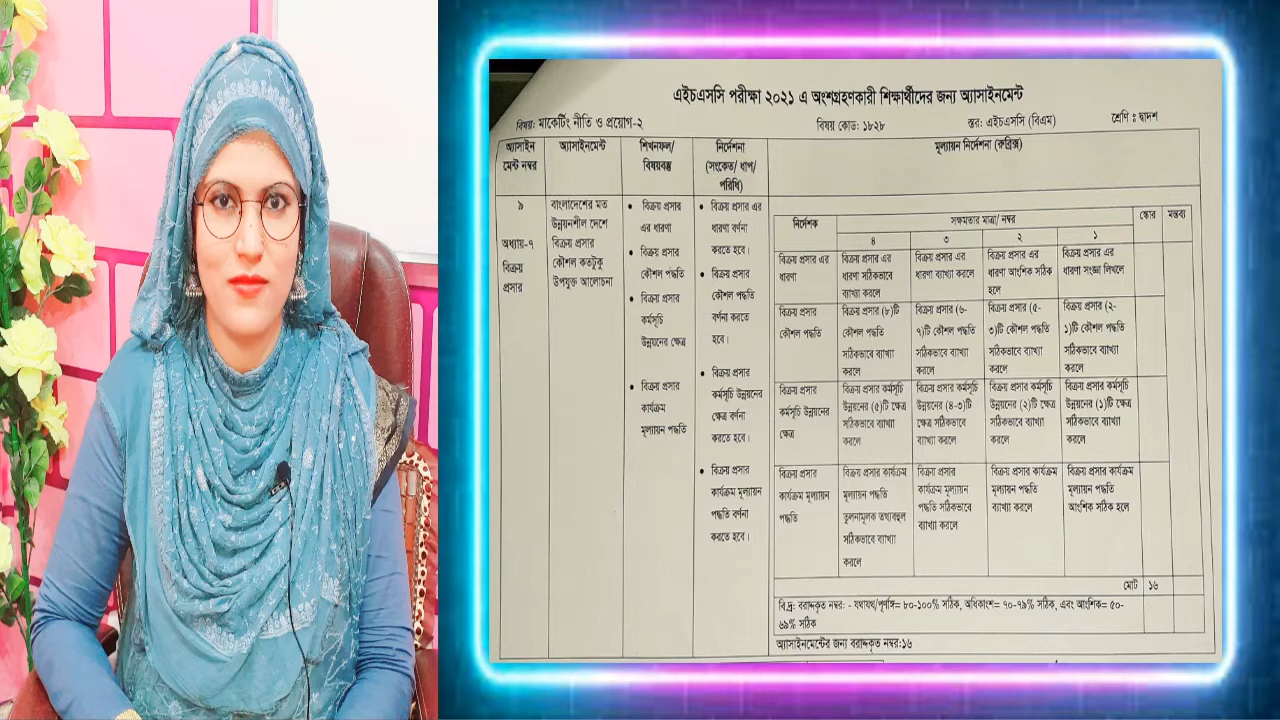 এইচএসসি পরীক্ষা ২০২১ এ অংশগ্রহণকারী শিক্ষার্থীদের জন্য অ্যাসাইনমেন্ট
বিষয়: মার্কেটিং নীতি ও প্রয়োগ-২ বিষয় কোড: ১৮২৮ স্তর: এইচএসসি (বিএম) শ্রেণি ঃ দ্বাদশ
অ্যাসাইন
মেন্ট নম্বর
অ্যাসাইনমেন্ট
শিখনফল/
বিষয়বস্তু
নির্দেশনা
(সংকেত/ ধাপ/
পরিধি)
মূল্যায়ন নির্দেশনা (রুব্রিক্স)
৯
অধ্যায়-৭
বিক্রয়
প্রসার
বাংলাদেশের মত
উন্নয়নশীল দেশে
বিক্রয় প্রসার
কৌশল কতটুকু
উপযুক্ত আলোচনা
• বিক্রয় প্রসার
এর ধারণা
• বিক্রয় প্রসার
কৌশল পদ্ধতি
• বিক্রয় প্রসার
কর্মসূচি
উন্নয়নের ক্ষেত্র
• বিক্রয় প্রসার
কার্যক্রম
মূল্যায়ন পদ্ধতি
• বিক্রয় প্রসার এর
ধারণা বর্ণনা
করতে হবে।
• বিক্রয় প্রসার
কৌশল পদ্ধতি
বর্ণনা করতে
হবে।
• বিক্রয় প্রসার
কর্মসূচি উন্নয়নের
ক্ষেত্র বর্ণনা
করতে হবে।
• বিক্রয় প্রসার
কার্যক্রম মূল্যায়ন
পদ্ধতি বর্ণনা
করতে হবে।
নির্দেশক
সক্ষমতার মাত্রা/ নম্বর
স্কোর
মন্তব্য
৪ ৩ ২ ১
বিক্রয় প্রসার এর
ধারণা
বিক্রয় প্রসার এর
ধারণা সঠিকভাবে
ব্যাখ্যা করলে
বিক্রয় প্রসার এর
ধারণা ব্যাখ্যা করলে
বিক্রয় প্রসার এর
ধারণা আংশিক সঠিক
হলে
বিক্রয় প্রসার এর
ধারণা সংজ্ঞা লিখলে
বিক্রয় প্রসার
কৌশল পদ্ধতি
বিক্রয় প্রসার (৮)টি
কৌশল পদ্ধতি
সঠিকভাবে ব্যাখ্যা
করলে
বিক্রয় প্রসার (৬-
৭)টি কৌশল পদ্ধতি
সঠিকভাবে ব্যাখ্যা
করলে
বিক্রয় প্রসার (৫-
৩)টি কৌশল পদ্ধতি
সঠিকভাবে ব্যাখ্যা
করলে
বিক্রয় প্রসার (২-
১)টি কৌশল পদ্ধতি
সঠিকভাবে ব্যাখ্যা
করলে
বিক্রয় প্রসার
কর্মসূচি উন্নয়নের
ক্ষেত্র
বিক্রয় প্রসার কর্মসূচি
উন্নয়নের (৫)টি ক্ষেত্র
সঠিকভাবে ব্যাখ্যা
করলে
বিক্রয় প্রসার কর্মসূচি
উন্নয়নের (৪-৩)টি
ক্ষেত্র সঠিকভাবে
ব্যাখ্যা করলে
বিক্রয় প্রসার কর্মসূচি
উন্নয়নের (২)টি ক্ষেত্র
সঠিকভাবে ব্যাখ্যা
করলে
বিক্রয় প্রসার কর্মসূচি
উন্নয়নের (১)টি ক্ষেত্র
সঠিকভাবে ব্যাখ্যা
করলে
বিক্রয় প্রসার
কার্যক্রম মূল্যায়ন
পদ্ধতি
বিক্রয় প্রসার কার্যক্রম
মূল্যায়ন পদ্ধতি
তুলনামূলক তথ্যবহুল
সঠিকভাবে ব্যাখ্যা
করলে
বিক্রয় প্রসার
কার্যক্রম মূল্যায়ন
পদ্ধতি সঠিকভাবে
ব্যাখ্যা করলে
বিক্রয় প্রসার কার্যক্রম
মূল্যায়ন পদ্ধতি
ব্যাখ্যা করলে
বিক্রয় প্রসার কার্যক্রম
মূল্যায়ন পদ্ধতি
আংশিক সঠিক হলে
মোট ১৬
বি.দ্র: বরাদ্দকৃত নম্বর: - যথাযথ/পূর্ণাঙ্গ= ৮০-১০০% সঠিক, অধিকাংশ= ৭০-৭৯% সঠিক, এবং আংশিক= ৫০-
৬৯% সঠিক
অ্যাসাইনমেন্টের জন্য বরাদ্দকৃত নম্বর:১৬